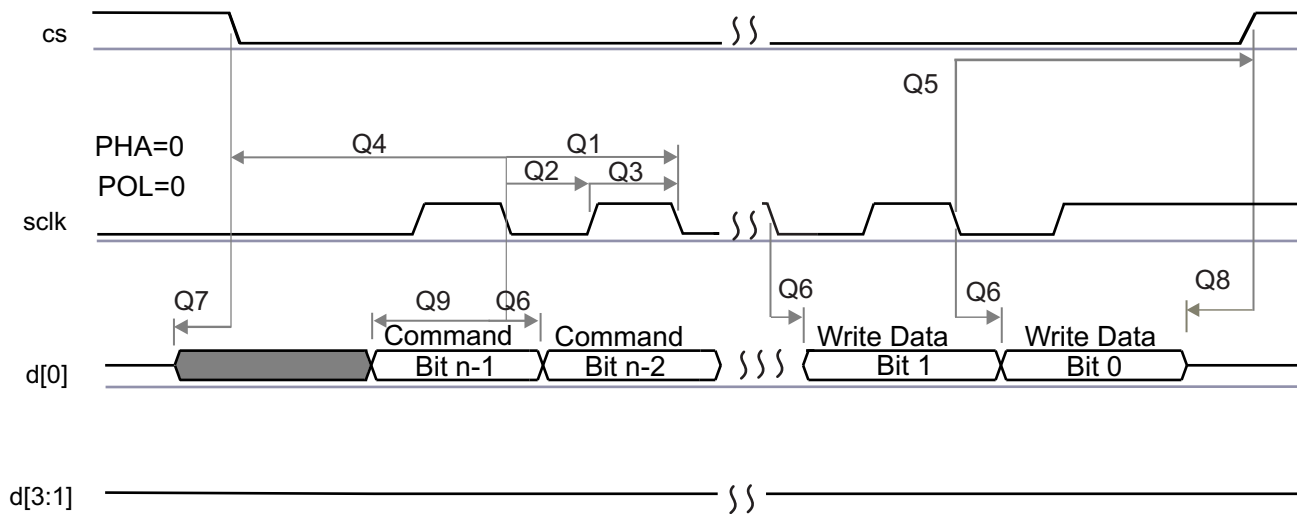 cs
Q5
PHA=0
Q4
Q1
POL=0
Q2
Q3
sclk
Q7
Q9
Q6
Q6
Q6
Q8
Command
Command
Write Data
Write Data
d[0]
Bit n-1
Bit n-2
Bit 1
Bit 0
d[3:1]